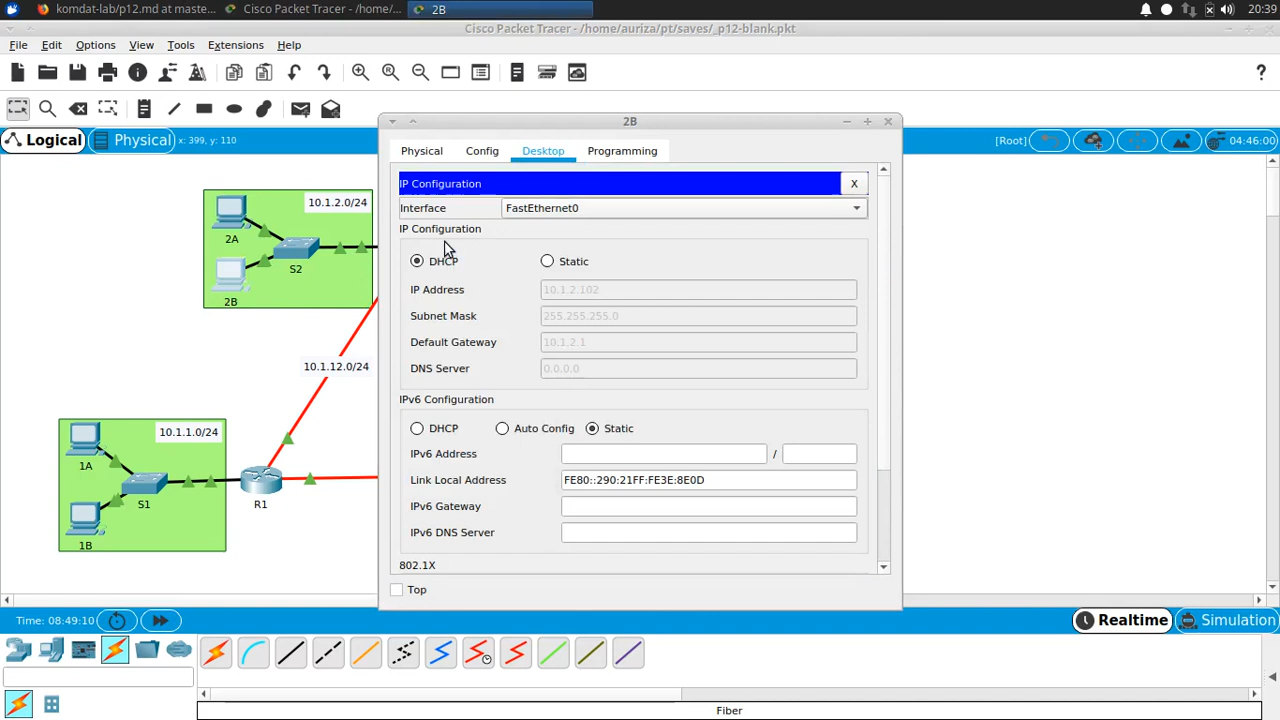 komdat-lab/p12.md at maste...
Cisco Packet Tracer - /home/...
2B
20:39
Cisco Packet Tracer - /home/auriza/pt/saves/_p12-blank.pkt
File Edit Options View Tools Extensions Help
?
Logical Physical x: 399, y: 110
[Root] 04:46:00
2B
Physical Config Desktop Programming
IP Configuration X
Interface FastEthernet0
IP Configuration
DHCP Static
IP Address 10.1.2.102
Subnet Mask 255.255.255.0
Default Gateway 10.1.2.1
DNS Server 0.0.0.0
IPv6 Configuration
DHCP Auto Config Static
IPv6 Address /
Link Local Address FE80::290:21FF:FE3E:8E0D
IPv6 Gateway
IPv6 DNS Server
802.1X
Top
10.1.2.0/24
2A
S2
2B
10.1.12.0/24
10.1.1.0/24
1A
S1
R1
1B
Time: 08:49:10
Realtime Simulation
Fiber